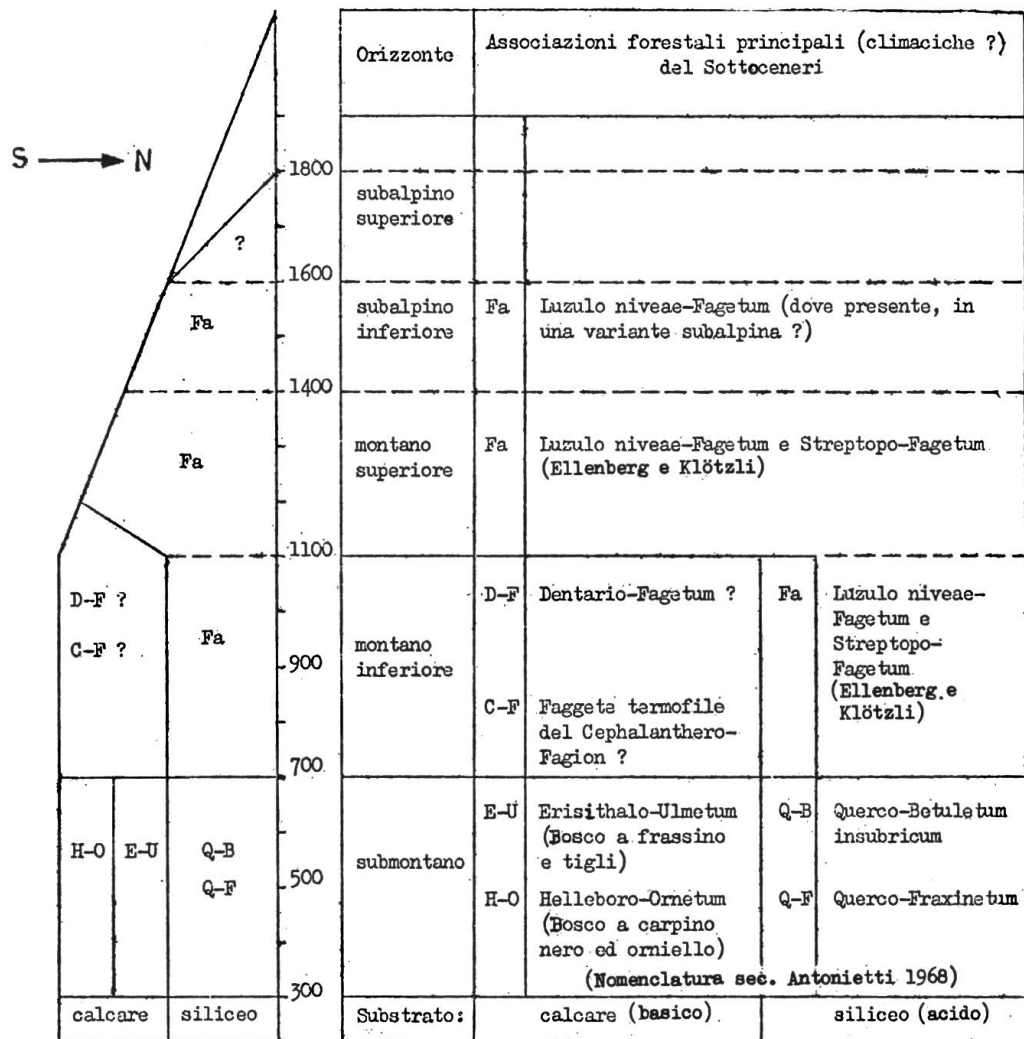 Orizzonte
Associazioni forestali principali (climaciche ?)
del Sottoceneri
S → N
1800
subalpino
superiore
?
1600
Fa
subalpino
inferiore
Fa
Luzulo niveae-Fagetum (dove presente, in
una variante subalpina ?)
1400
Fa
montano
superiore
Fa
Luzulo niveae-Fagetum e Streptopo-Fagetum
(Ellenberg e Klötzli)
1100
D-F ?
C-F ?
Fa
900
montano
inferiore
D-F
Dentario-Fagetum ?
C-F
Faggete termofile
del Cephalanthero-
Fagion ?
Fa
Luzulo niveae-
Fagetum e
Streptopo-
Fagetum
(Ellenberg e
Klötzli)
700
H-O
E-U
Q-B
Q-F
500
submontano
E-U
Erisithalo-Ulmetum
(Bosco a frassino
e tigli)
H-O
Helleboro-Ornetum
(Bosco a carpino
nero ed orniello)
Q-B
Querco-Betuletum
insubricum
Q-F
Querco-Fraxinetum
(Nomenclatura sec. Antonietti 1968)
300
calcare
siliceo
Substrato:
calcare (basico)
siliceo (acido)